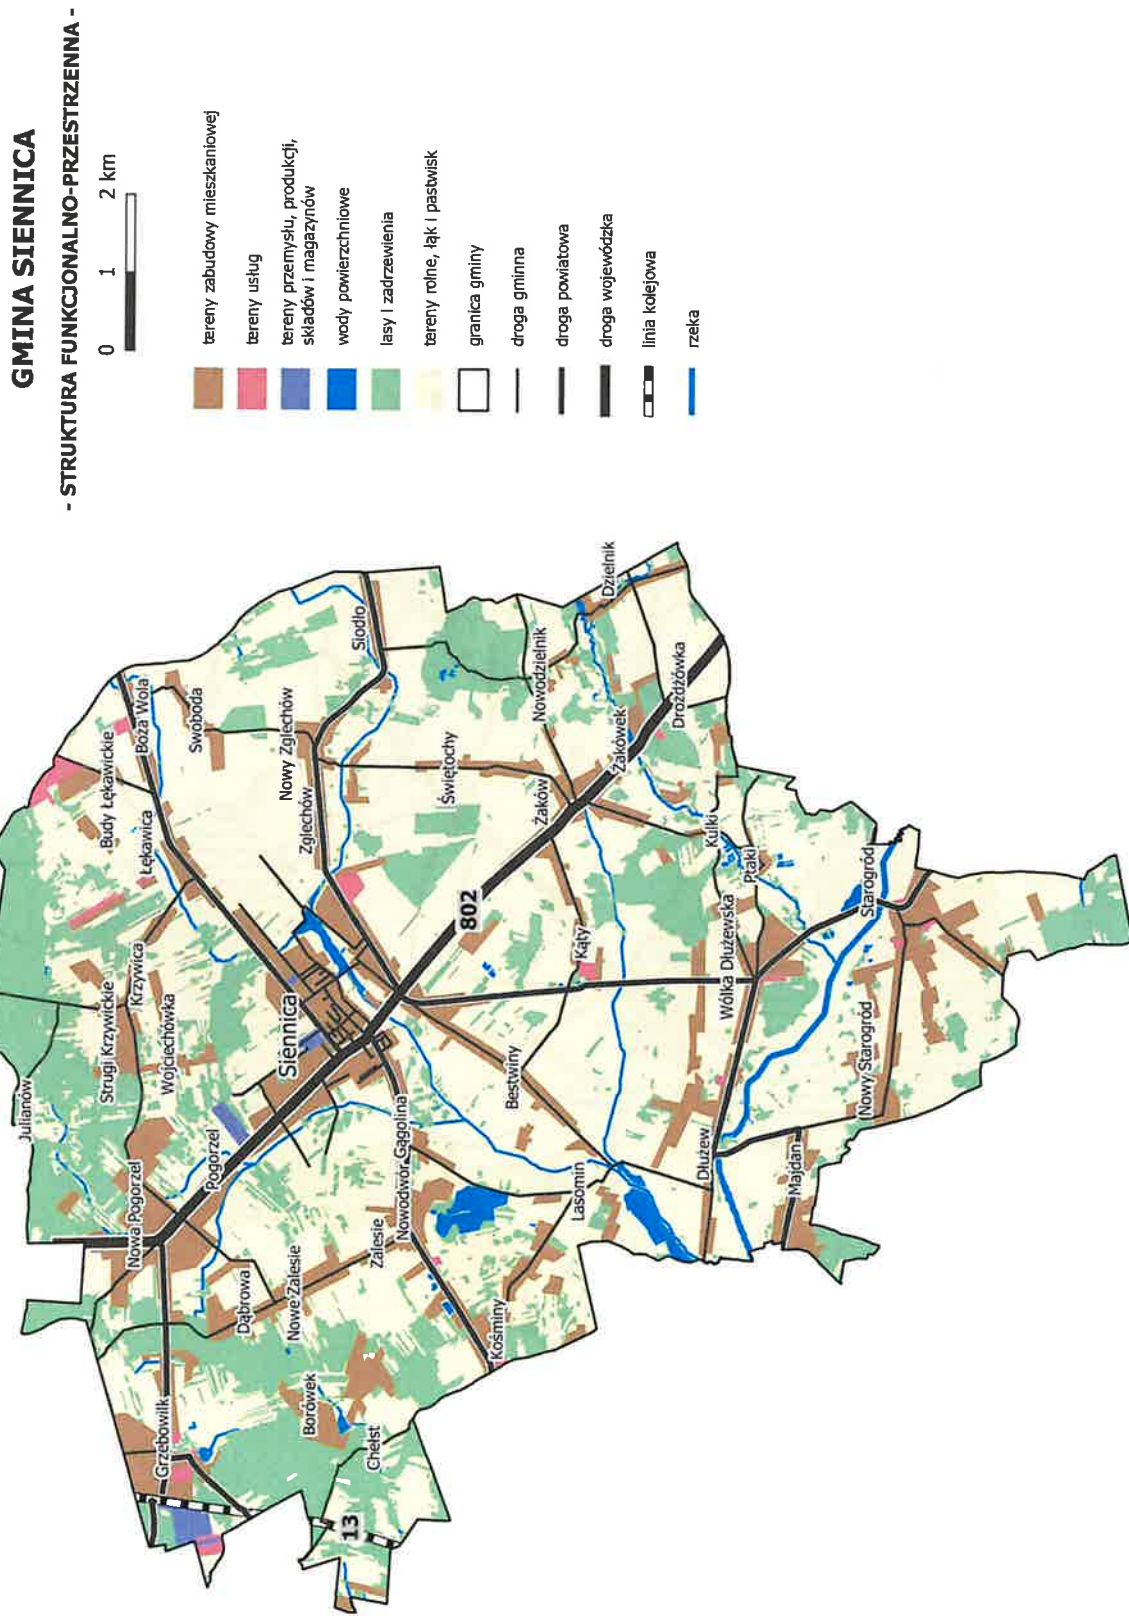 GMINA SIENNICA
- STRUKTURA FUNKCJONALNO-PRZESTRZENNA -
0 1 2 km
tereny zabudowy mieszkaniowej
tereny usług
tereny przemysłu, produkcji,
składów i magazynów
wody powierzchniowe
lasy i zadrzewienia
tereny rolne, łąk i pastwisk
granica gminy
droga gminna
droga powiatowa
droga wojewódzka
linia kolejowa
rzeka
Julianów
Strugi Krzywickie
Krzywica
Wojciechówka
Budy Łękawickie
Łękawica
Boża Wola
Swoboda
Nowy Zglechów
Zglechów
Siodło
Nowa Pogorzel
Pogorzel
Siennica
Grzebowilk
Dąbrowa
Nowe Zalesie
Zalesie
Nowodwór
Gągolina
Borówek
Chełst
13
Kośminy
Lasomin
Bestwiny
802
Kąty
Świętochy
Żaków
Żakówek
Nowodzielnik
Dzielnik
Drożdżówka
Kulki
Ptaki
Wólka Dłużewska
Dłużew
Majdan
Nowy Starogród
Starogród